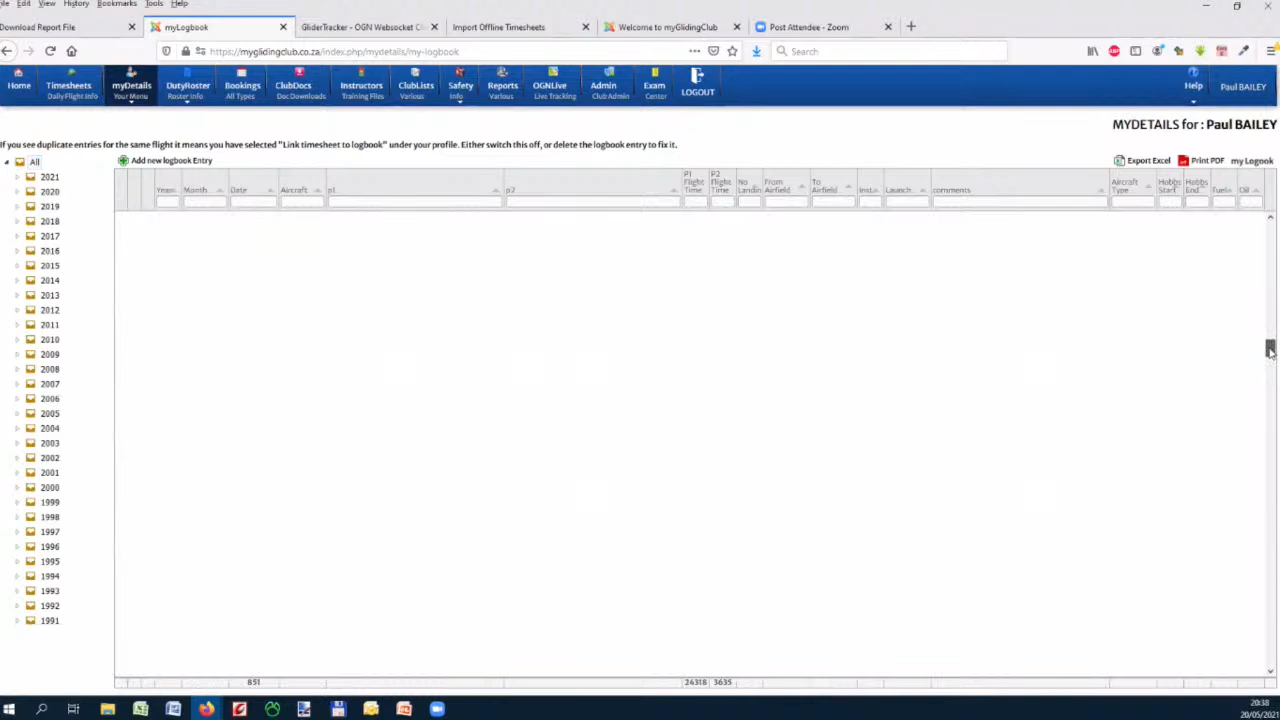 File Edit View History Bookmarks Tools Help
Download Report File
myLogbook
GliderTracker - OGN Websocket Cl
Import Offline Timesheets
Welcome to myGlidingClub
Post Attendee - Zoom
https://myglidingclub.co.za/index.php/mydetails/my-logbook
Search
Home
Timesheets
Daily Flight Info
myDetails
Your Menu
DutyRoster
Roster Info
Bookings
All Types
ClubDocs
Doc Downloads
Instructors
Training Files
ClubLists
Various
Safety
Info
Reports
Various
OGNLive
Live Tracking
Admin
Club Admin
Exam
Center
LOGOUT
Help
Paul BAILEY
MYDETAILS for : Paul BAILEY
If you see duplicate entries for the same flight it means you have selected "Link timesheet to logbook" under your profile. Either switch this off, or delete the logbook entry to fix it.
All
Add new logbook Entry
Export Excel
Print PDF
my Logook
Years
Month
Date
Aircraft
p1
p2
P1 Flight Time
P2 Flight Time
No Landin
From Airfield
To Airfield
Inst
Launch
comments
Aircraft Type
Hobbs Start
Hobbs End
Fuel
Oil
2021
2020
2019
2018
2017
2016
2015
2014
2013
2012
2011
2010
2009
2008
2007
2006
2005
2004
2003
2002
2001
2000
1999
1998
1997
1996
1995
1994
1993
1992
1991
851
24318
3635
20:38
20/05/2021